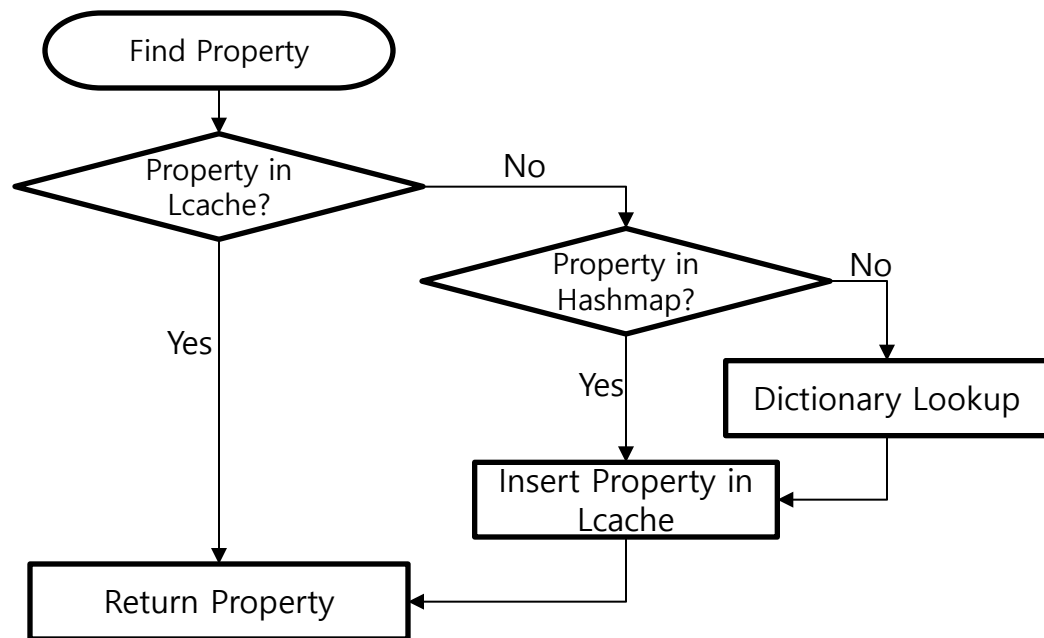 Find Property
Property in
Lcache?
No
Property in
Hashmap?
No
Yes
Yes
Dictionary Lookup
Insert Property in
Lcache
Return Property